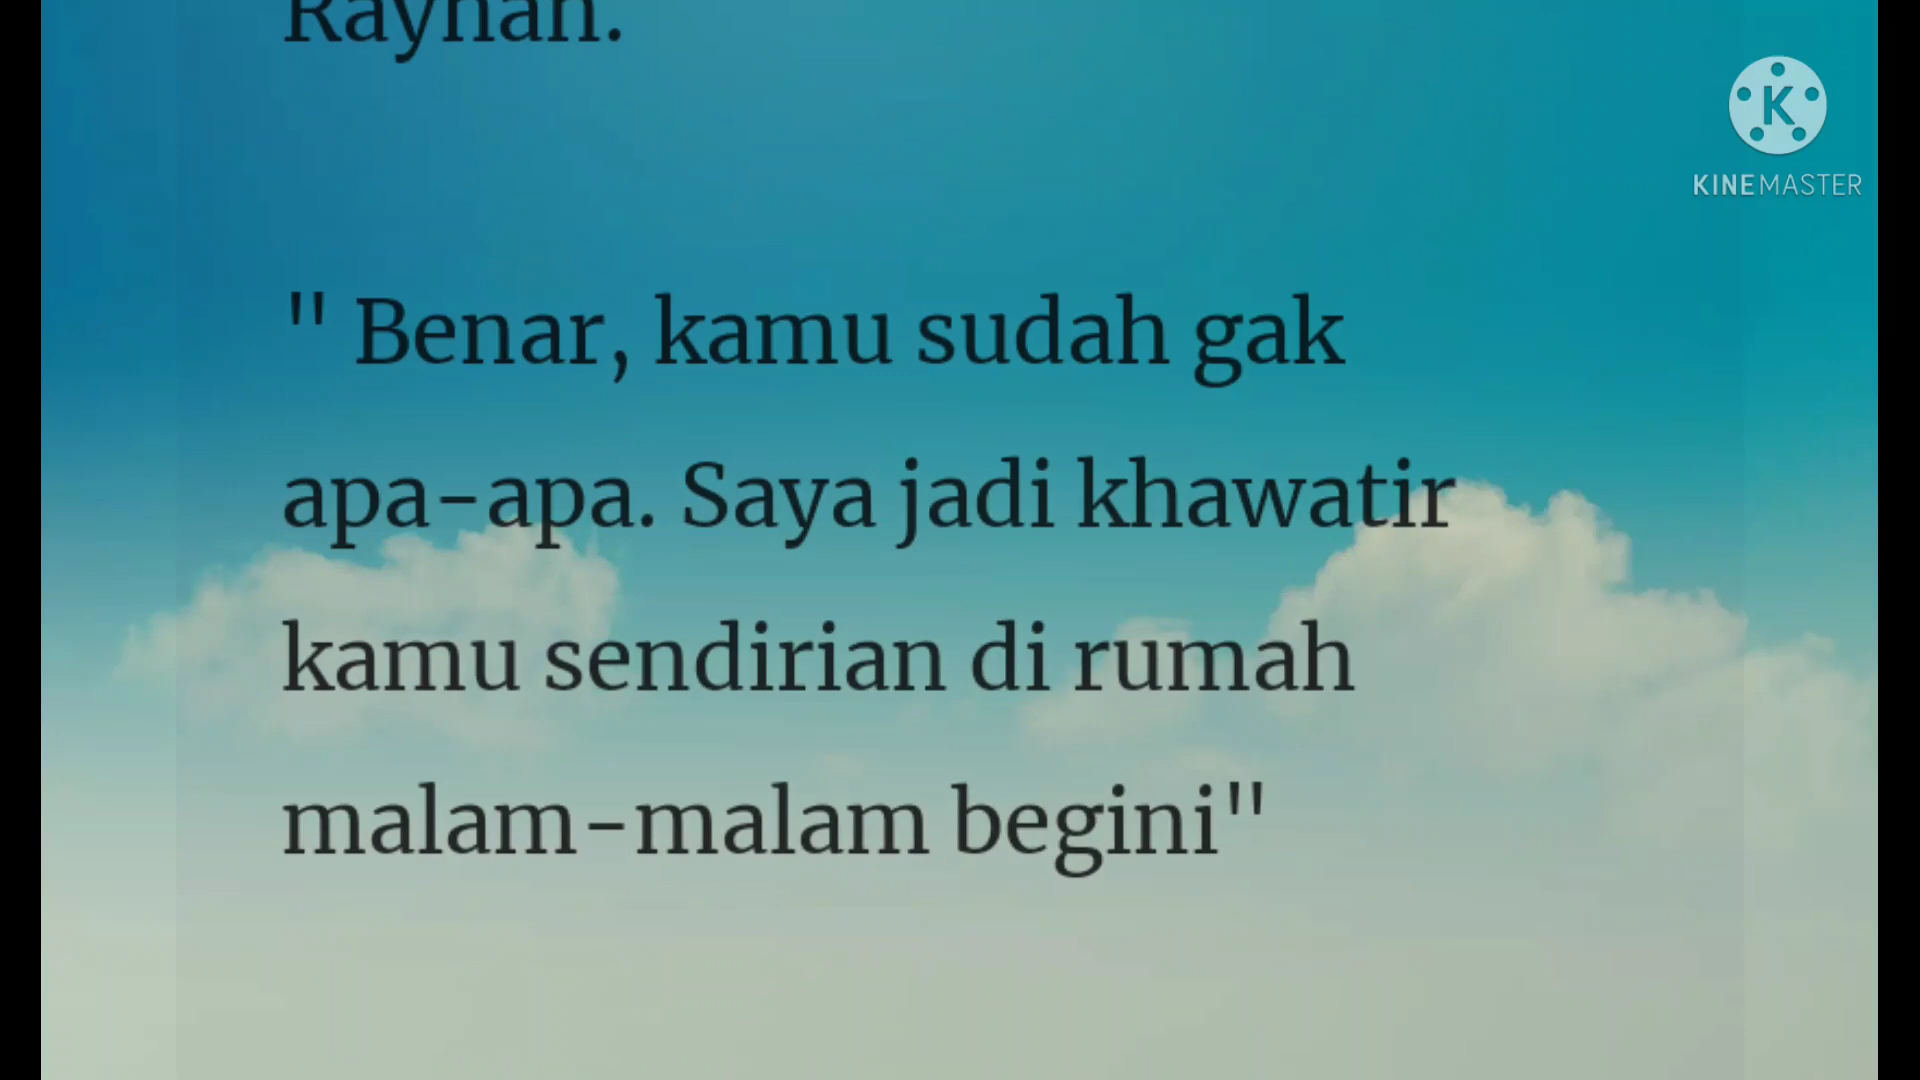 Rayhan.
" Benar, kamu sudah gak
apa-apa. Saya jadi khawatir
kamu sendirian di rumah
malam-malam begini"
K
KINEMASTER